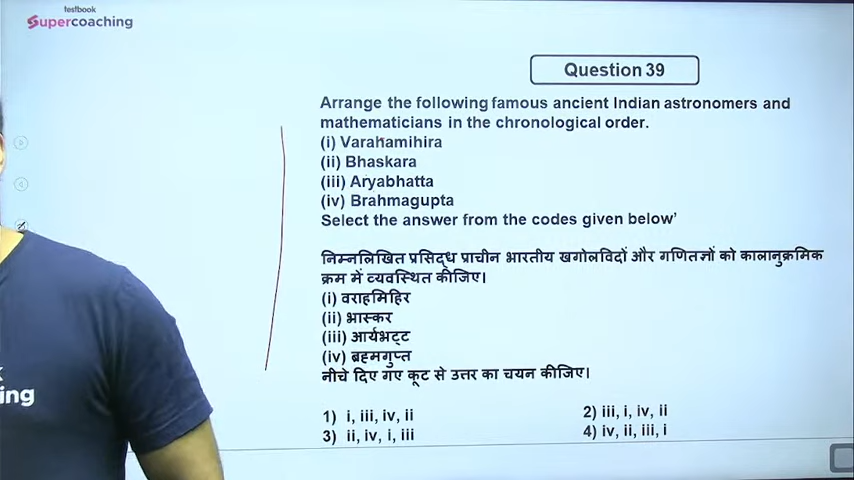 testbook
Supercoaching
Question 39
Arrange the following famous ancient Indian astronomers and
mathematicians in the chronological order.
(i) Varahamihira
(ii) Bhaskara
(iii) Aryabhatta
(iv) Brahmagupta
Select the answer from the codes given below'
निम्नलिखित प्रसिद्ध प्राचीन भारतीय खगोलविदों और गणितज्ञों को कालानुक्रमिक
क्रम में व्यवस्थित कीजिए।
(i) वराहमिहिर
(ii) भास्कर
(iii) आर्यभट्ट
(iv) ब्रह्मगुप्त
नीचे दिए गए कूट से उत्तर का चयन कीजिए।
1) i, iii, iv, ii
2) iii, i, iv, ii
3) ii, iv, i, iii
4) iv, ii, iii, i